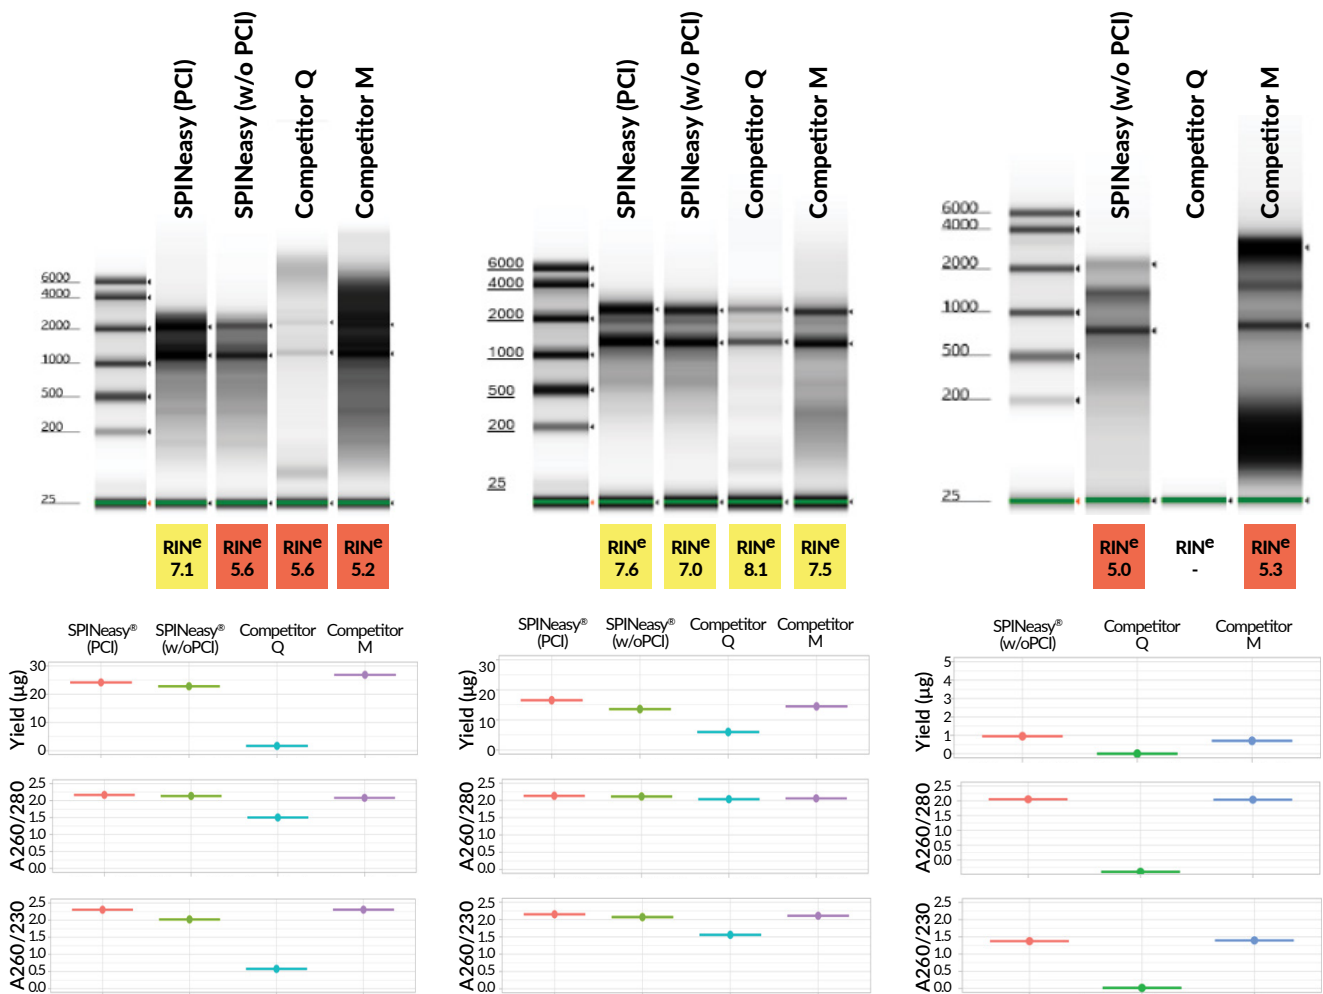 SPINeasy (PCI)
SPINeasy (w/o PCI)
Competitor Q
Competitor M
6000
4000
2000
1000
500
200
25
RINe
7.1
RINe
5.6
RINe
5.6
RINe
5.2
SPINeasy (PCI)
SPINeasy (w/o PCI)
Competitor Q
Competitor M
6000
4000
2000
1000
500
200
25
RINe
7.6
RINe
7.0
RINe
8.1
RINe
7.5
SPINeasy (w/o PCI)
Competitor Q
Competitor M
6000
4000
2000
1000
500
200
25
RINe
5.0
RINe
-
RINe
5.3
SPINeasy®
(PCI)
SPINeasy®
(w/oPCI)
Competitor
Q
Competitor
M
Yield (µg)
30
20
10
0
A260/280
2.5
2.0
1.5
1.0
0.5
0.0
A260/230
2.5
2.0
1.5
1.0
0.5
0.0
SPINeasy®
(PCI)
SPINeasy®
(w/oPCI)
Competitor
Q
Competitor
M
Yield (µg)
30
20
10
0
A260/280
2.5
2.0
1.5
1.0
0.5
0.0
A260/230
2.5
2.0
1.5
1.0
0.5
0.0
SPINeasy®
(w/oPCI)
Competitor
Q
Competitor
M
Yield (µg)
5
4
3
2
1
0
A260/280
2.5
2.0
1.5
1.0
0.5
0.0
A260/230
2.5
2.0
1.5
1.0
0.5
0.0